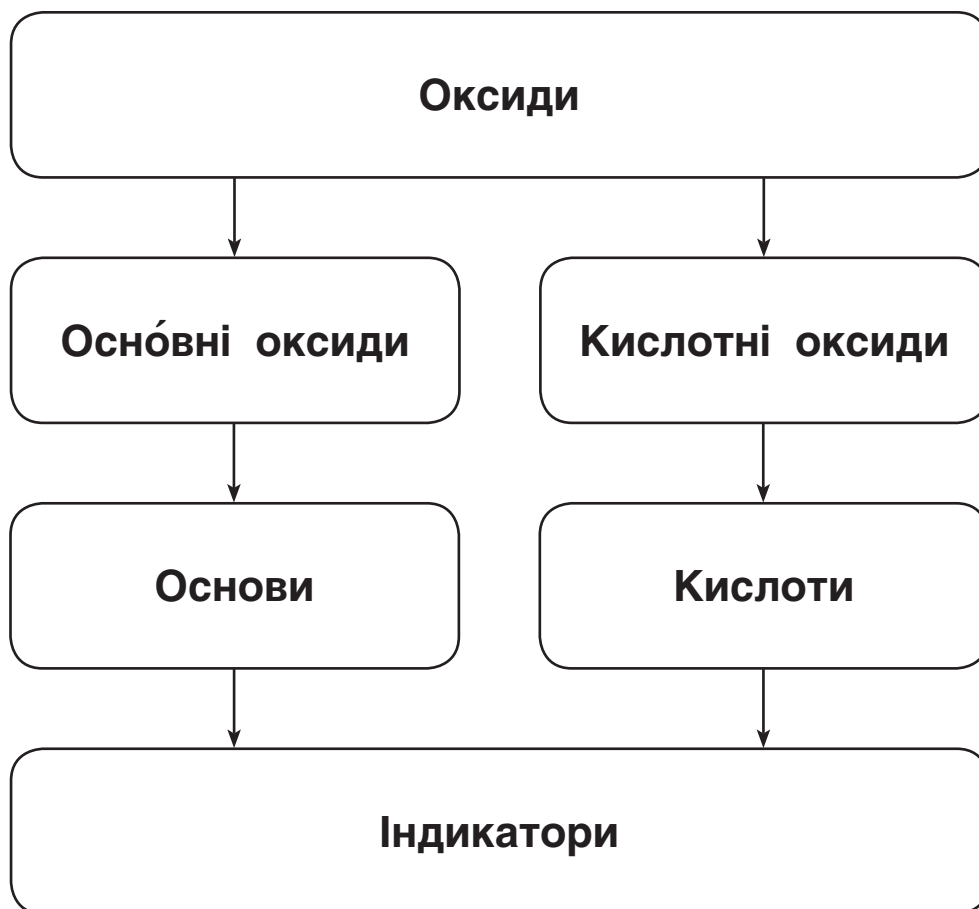 Оксиди
Осно́вні оксиди
Кислотні оксиди
Основи
Кислоти
Індикатори